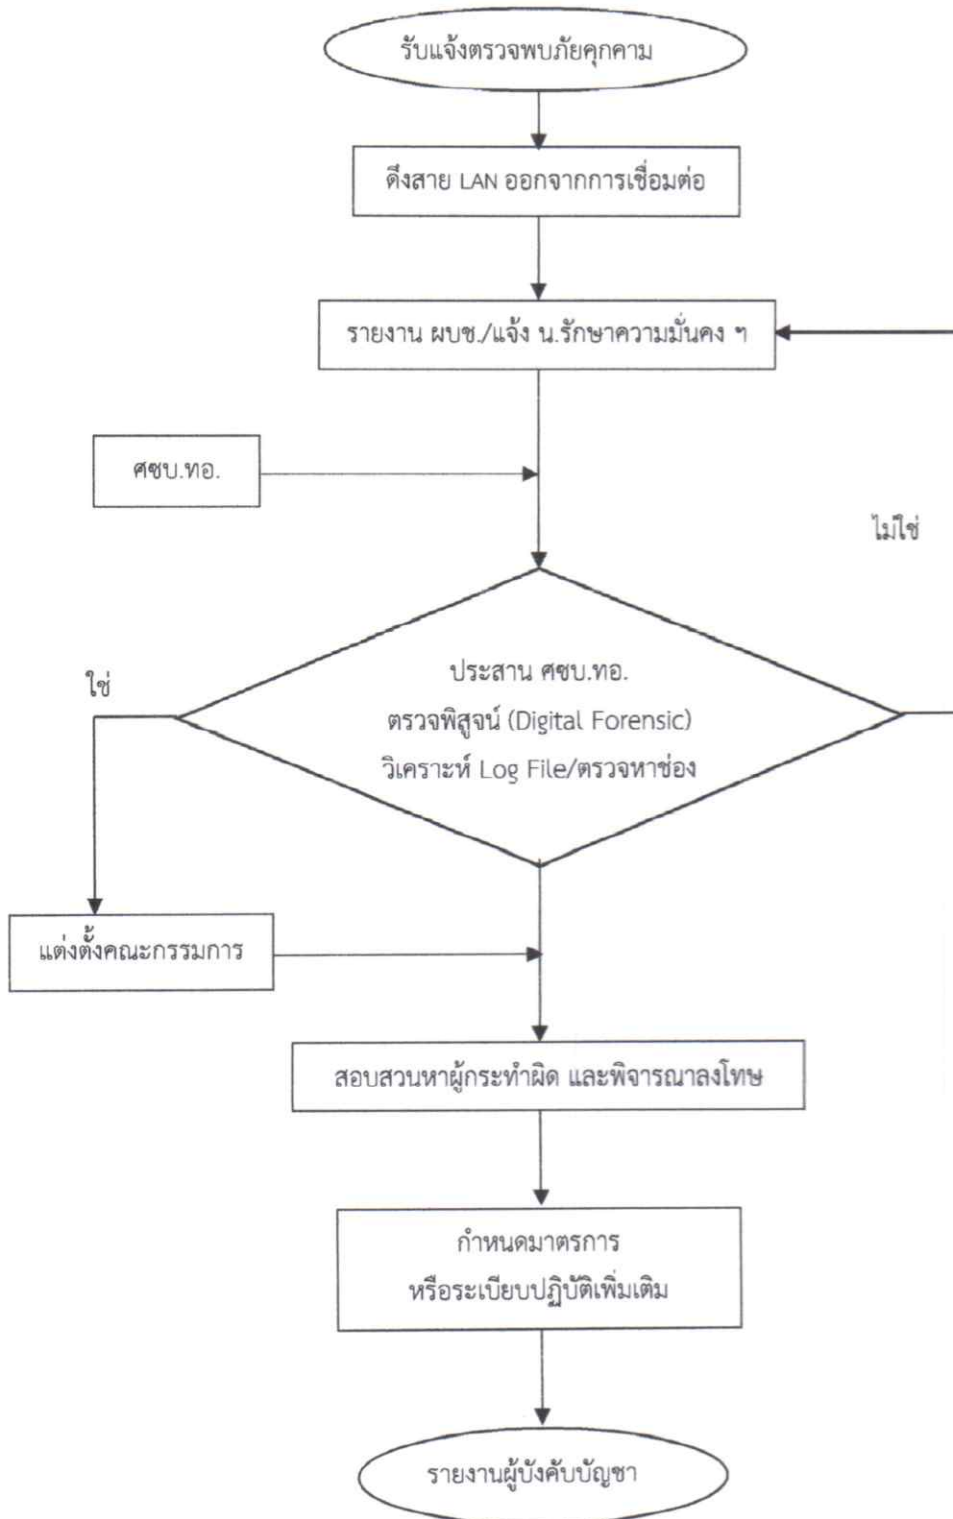 รับแจ้งตรวจพบภัยคุกคาม
ดึงสาย LAN ออกจากการเชื่อมต่อ
รายงาน ผบช./แจ้ง น.รักษาความมั่นคง ฯ
ศซบ.ทอ.
ไม่ใช่
ประสาน ศซบ.ทอ.
ตรวจพิสูจน์ (Digital Forensic)
วิเคราะห์ Log File/ตรวจหาช่อง
ใช่
แต่งตั้งคณะกรรมการ
สอบสวนหาผู้กระทำผิด และพิจารณาลงโทษ
กำหนดมาตรการ
หรือระเบียบปฏิบัติเพิ่มเติม
รายงานผู้บังคับบัญชา